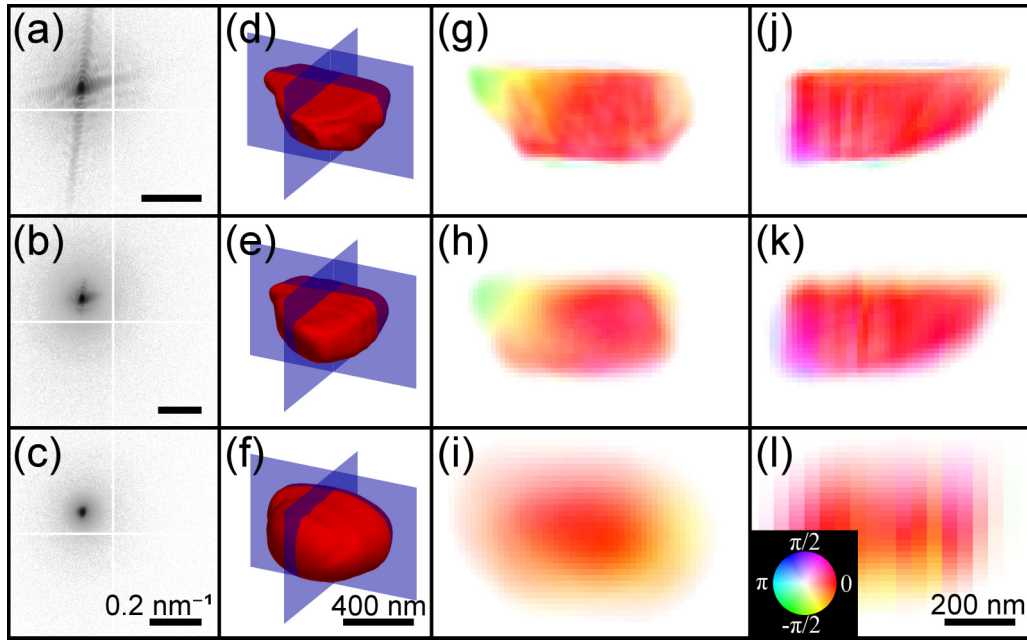 (a)
(d)
(g)
(j)
(b)
(e)
(h)
(k)
(c)
(f)
(i)
(l)
π/2
π
0
-π/2
0.2 nm⁻¹
400 nm
200 nm